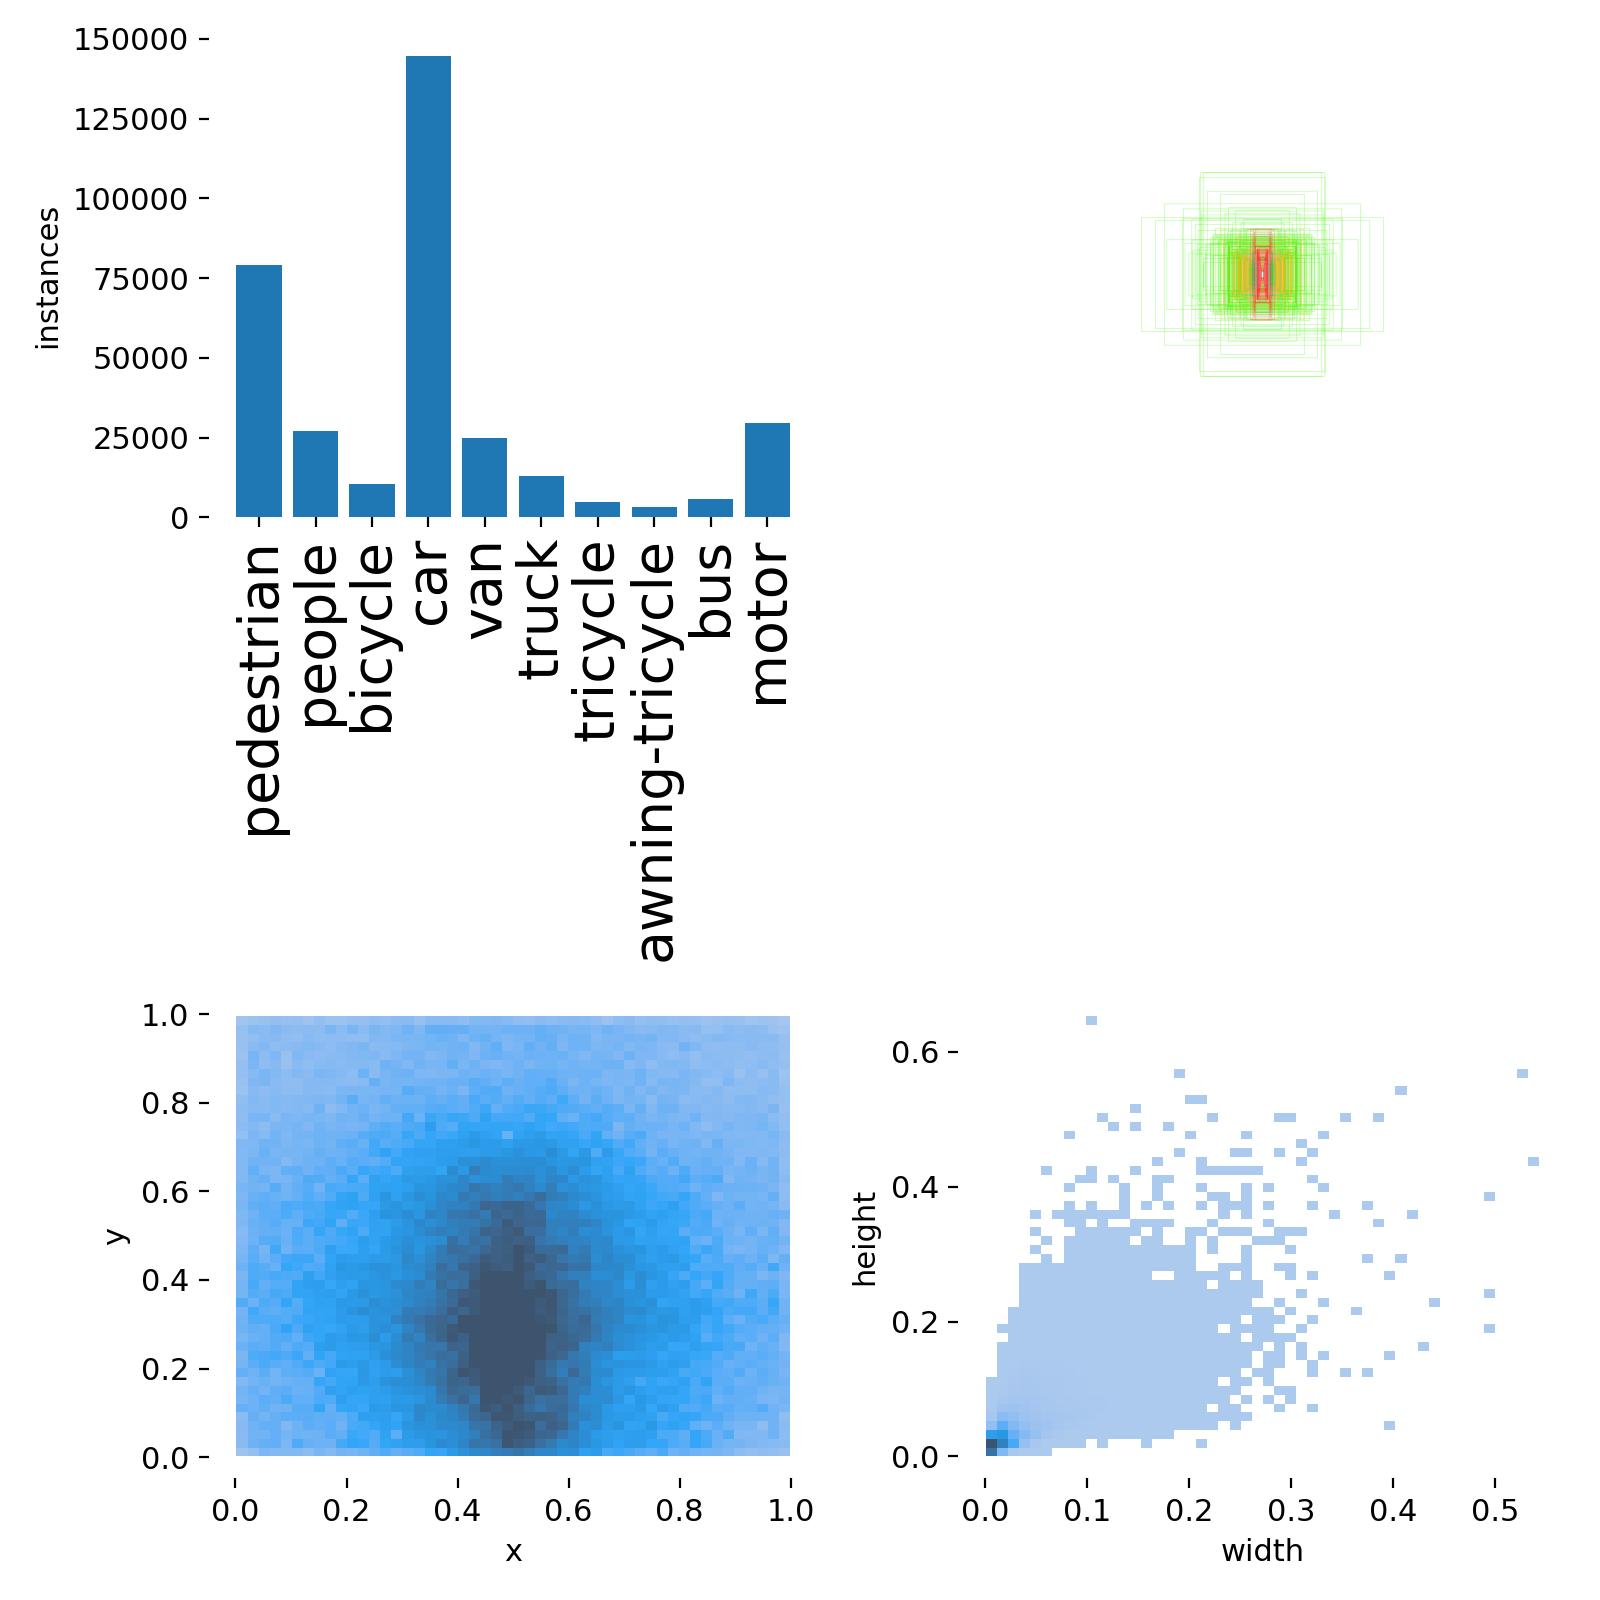 150000
125000
100000
75000
50000
25000
0
instances
pedestrian
people
bicycle
car
van
truck
tricycle
awning-tricycle
bus
motor
1.0
0.8
0.6
0.4
0.2
0.0
y
0.0 0.2 0.4 0.6 0.8 1.0
x
0.6
0.4
0.2
0.0
height
0.0 0.1 0.2 0.3 0.4 0.5
width